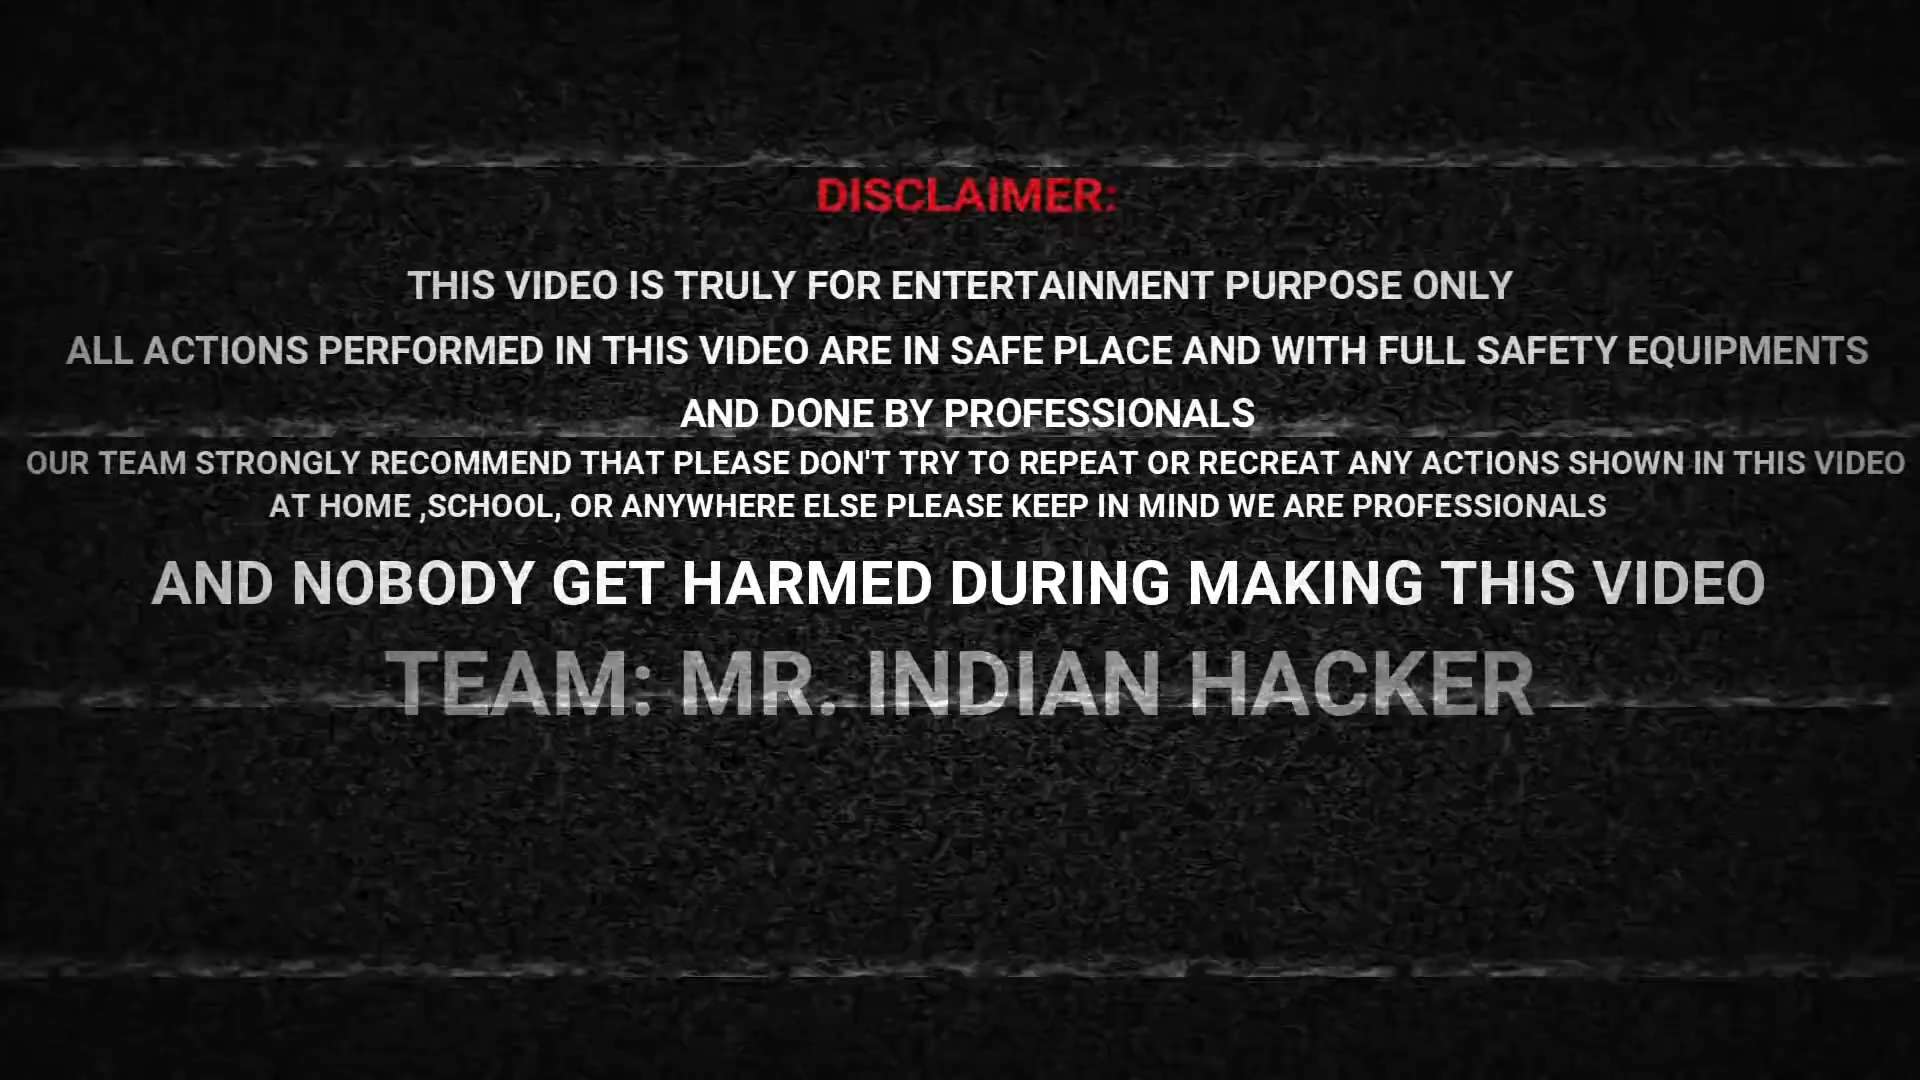 DISCLAIMER:
THIS VIDEO IS TRULY FOR ENTERTAINMENT PURPOSE ONLY
ALL ACTIONS PERFORMED IN THIS VIDEO ARE IN SAFE PLACE AND WITH FULL SAFETY EQUIPMENTS
AND DONE BY PROFESSIONALS
OUR TEAM STRONGLY RECOMMEND THAT PLEASE DON'T TRY TO REPEAT OR RECREAT ANY ACTIONS SHOWN IN THIS VIDEO
AT HOME ,SCHOOL, OR ANYWHERE ELSE PLEASE KEEP IN MIND WE ARE PROFESSIONALS
AND NOBODY GET HARMED DURING MAKING THIS VIDEO
TEAM: MR. INDIAN HACKER